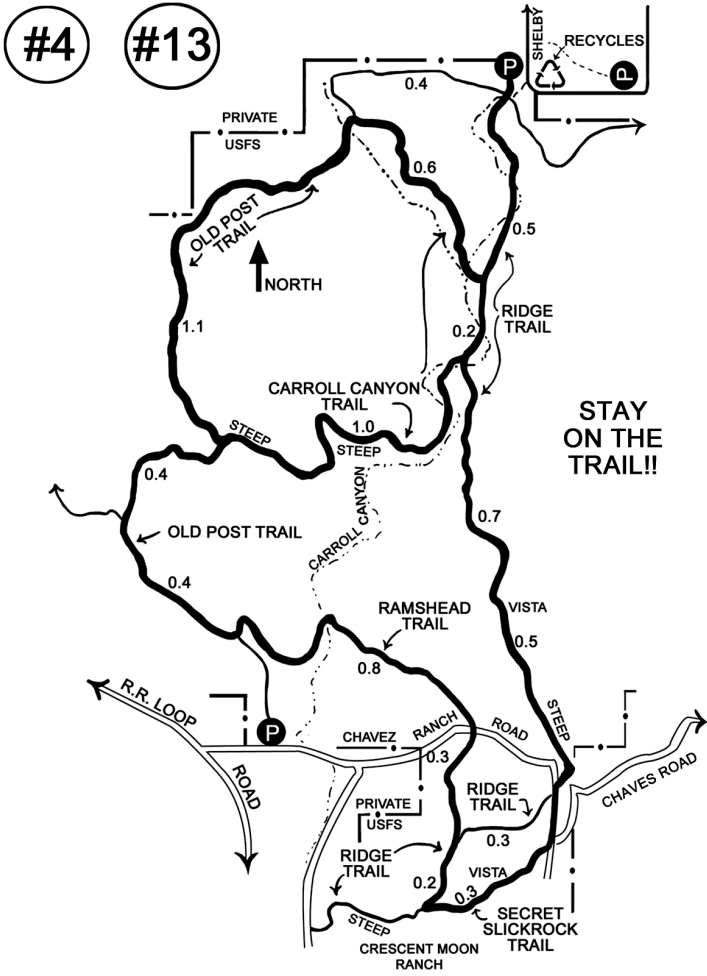 #4
#13
SHELBY
RECYCLES
P
P
0.4
PRIVATE
USFS
0.6
OLD POST
TRAIL
0.5
NORTH
1.1
0.2
RIDGE
TRAIL
CARROLL CANYON
TRAIL
1.0
STEEP
STEEP
STAY
ON THE
TRAIL!!
0.4
CARROLL CANYON
0.7
OLD POST TRAIL
0.4
RAMSHEAD
TRAIL
VISTA
0.5
0.8
STEEP
R.R. LOOP
ROAD
P
CHAVEZ
RANCH
ROAD
0.3
CHAVES ROAD
PRIVATE
USFS
RIDGE
TRAIL
0.3
RIDGE
TRAIL
VISTA
0.2
0.3
STEEP
SECRET
SLICKROCK
TRAIL
CRESCENT MOON
RANCH